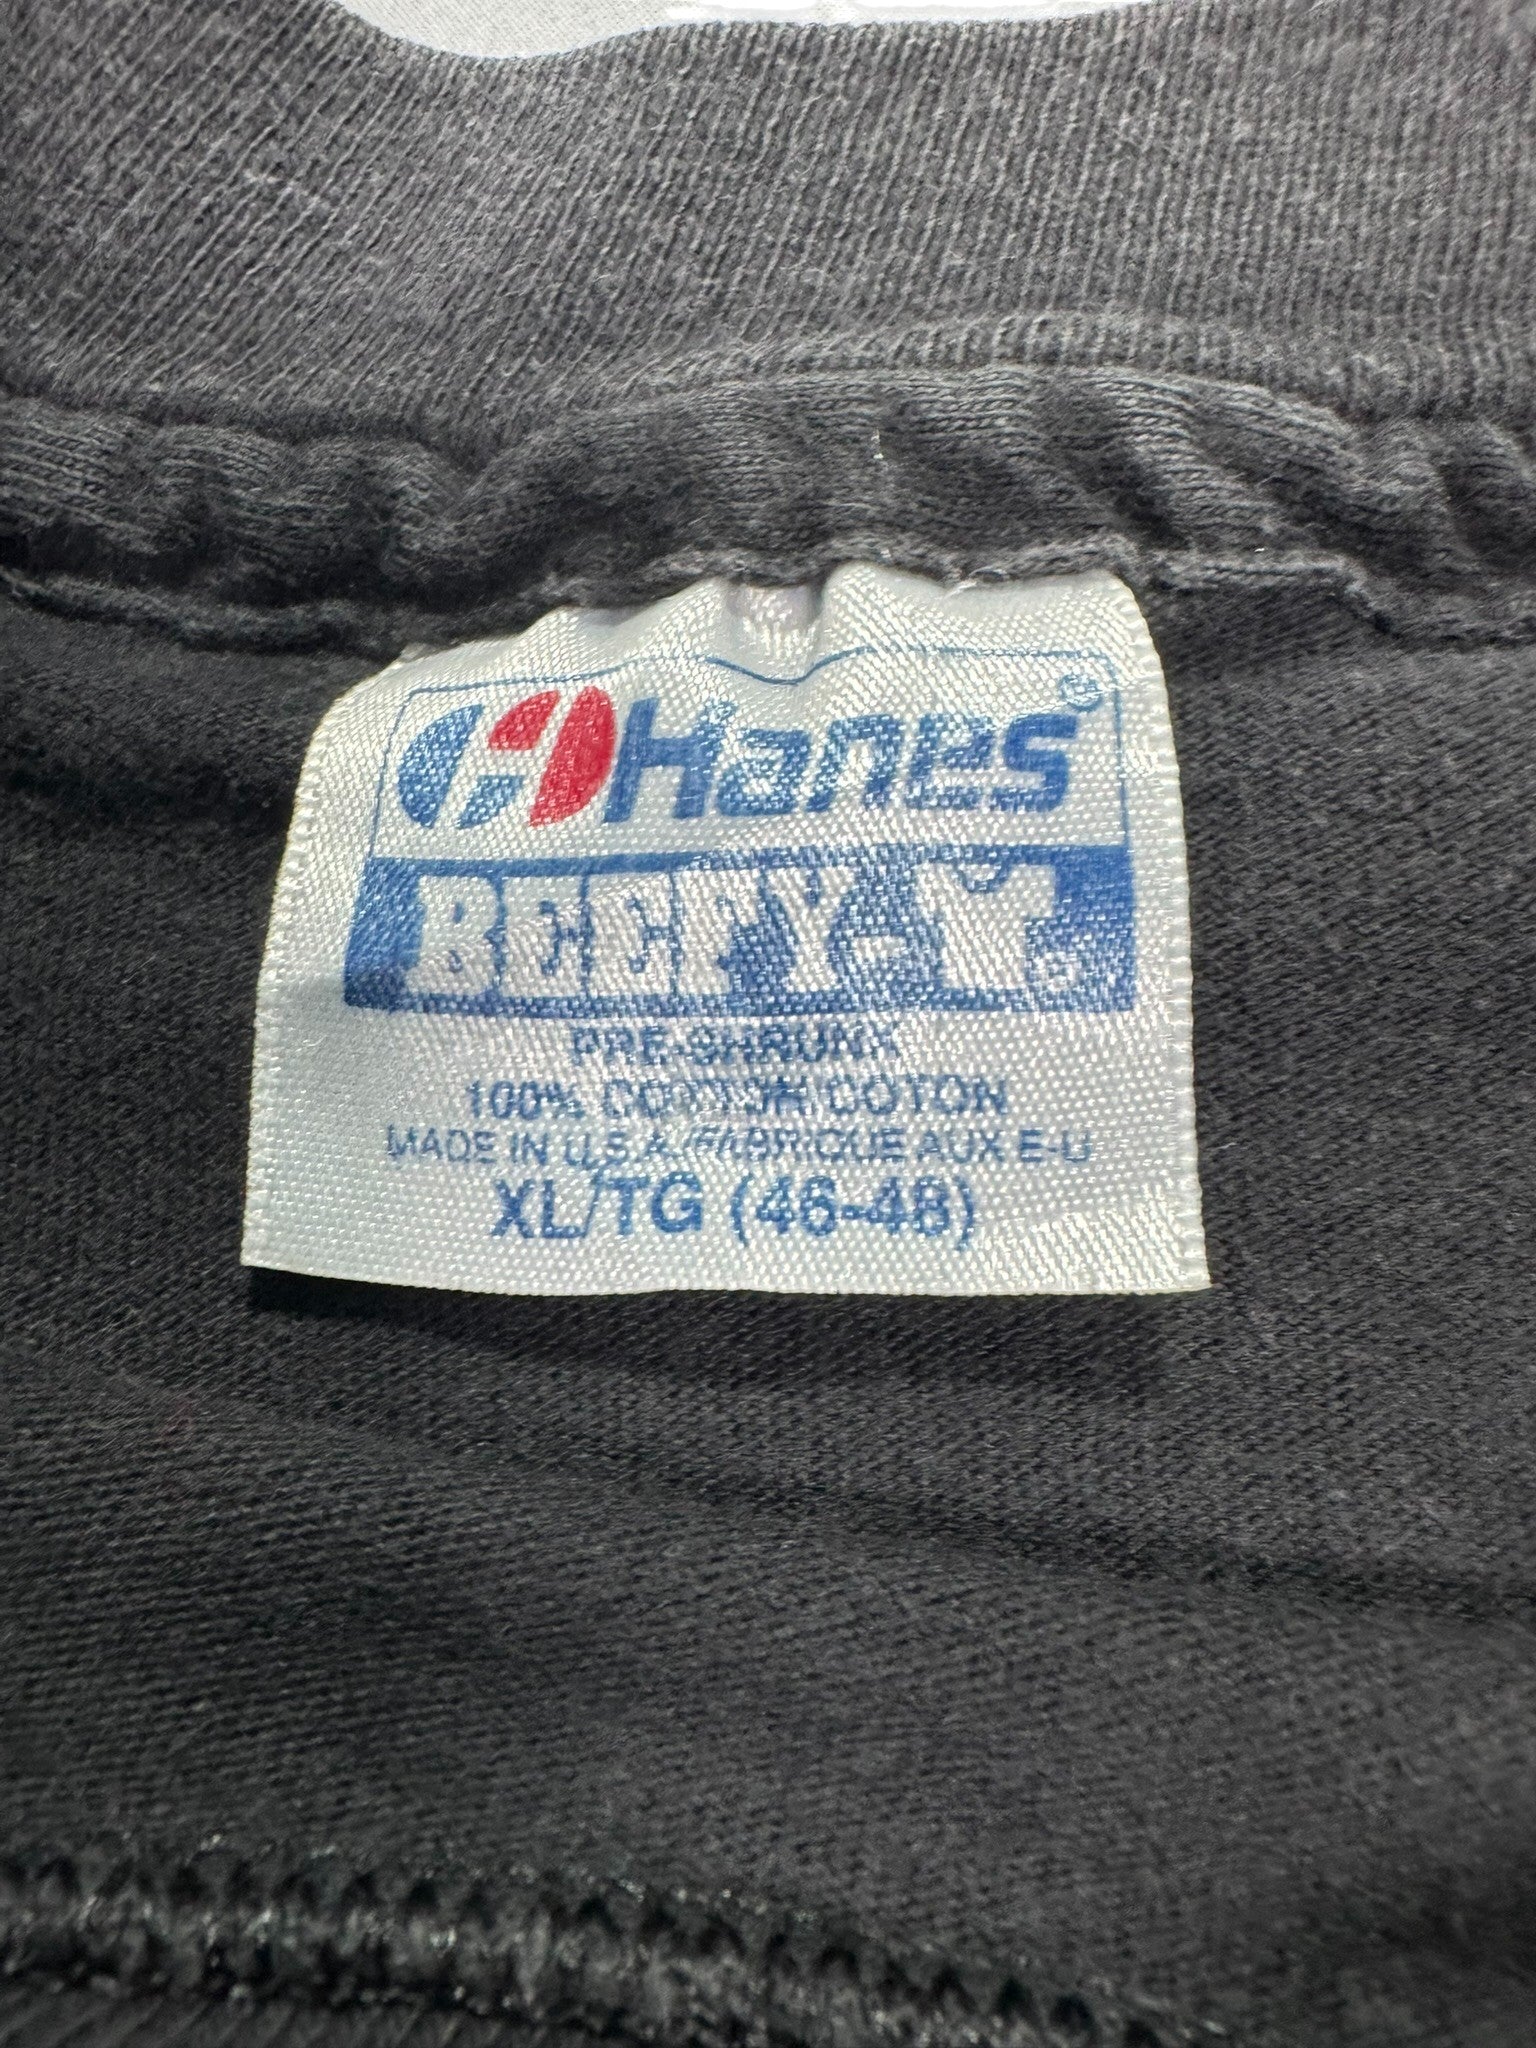 Hanes®
BEEFY-T®
PRE-SHRUNK
100% COTTON/COTON
MADE IN U.S.A./FABRIQUE AUX E-U
XL/TG (46-48)